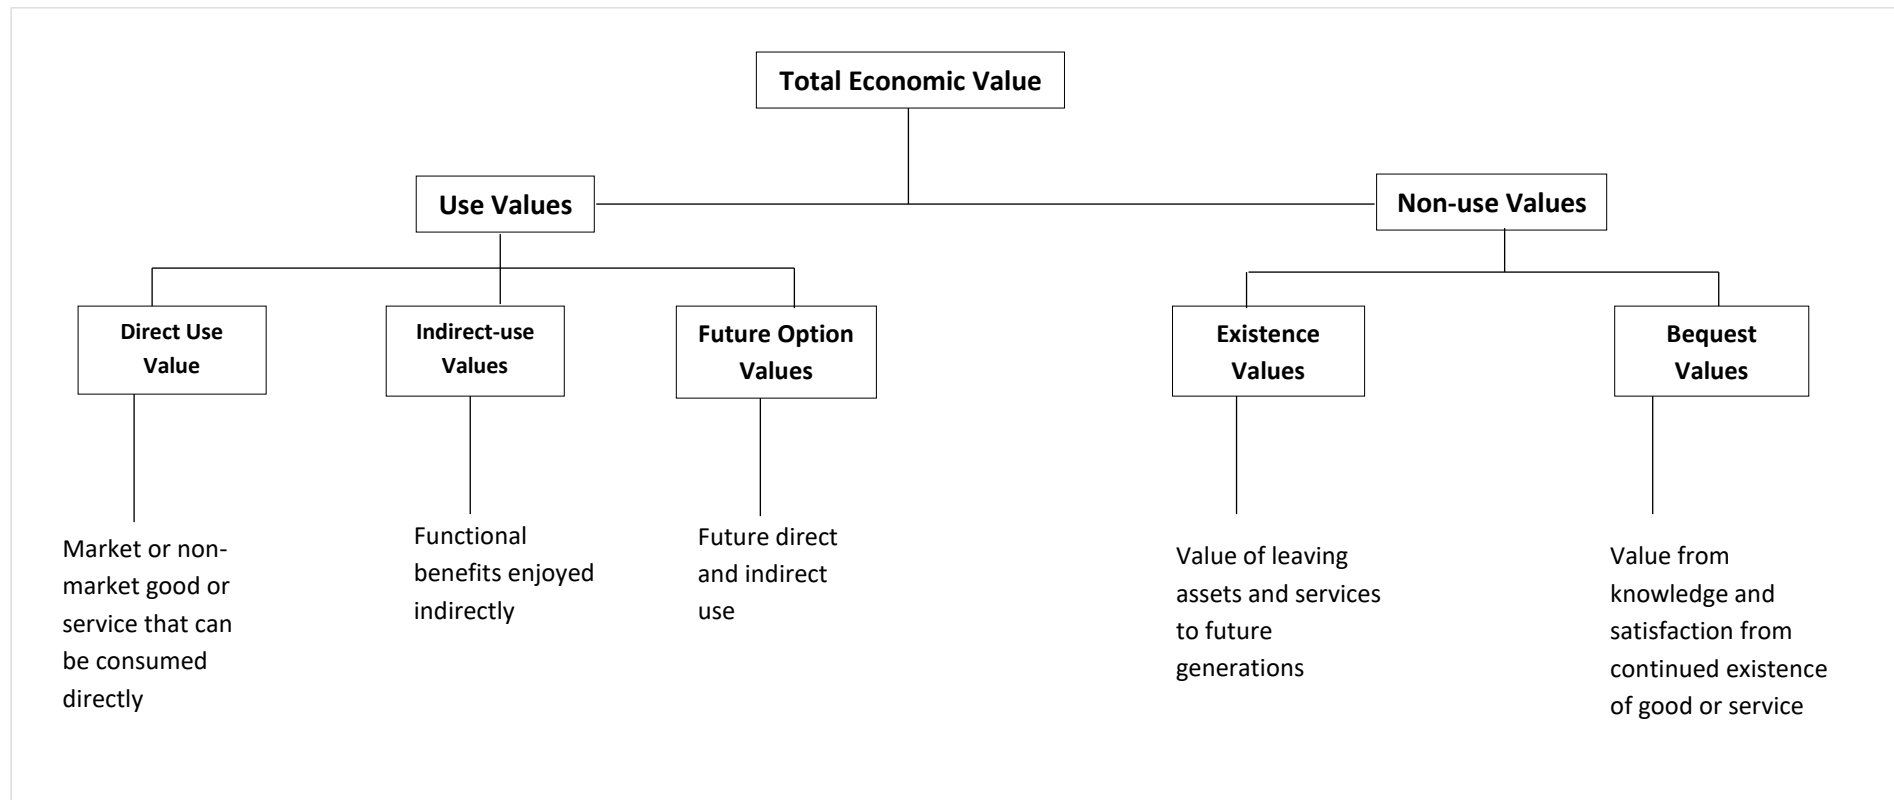 Total Economic Value
Use Values
Non-use Values
Direct Use
Value
Indirect-use
Values
Future Option
Values
Existence
Values
Bequest
Values
Market or non-
market good or
service that can
be consumed
directly
Functional
benefits enjoyed
indirectly
Future direct
and indirect
use
Value of leaving
assets and services
to future
generations
Value from
knowledge and
satisfaction from
continued existence
of good or service